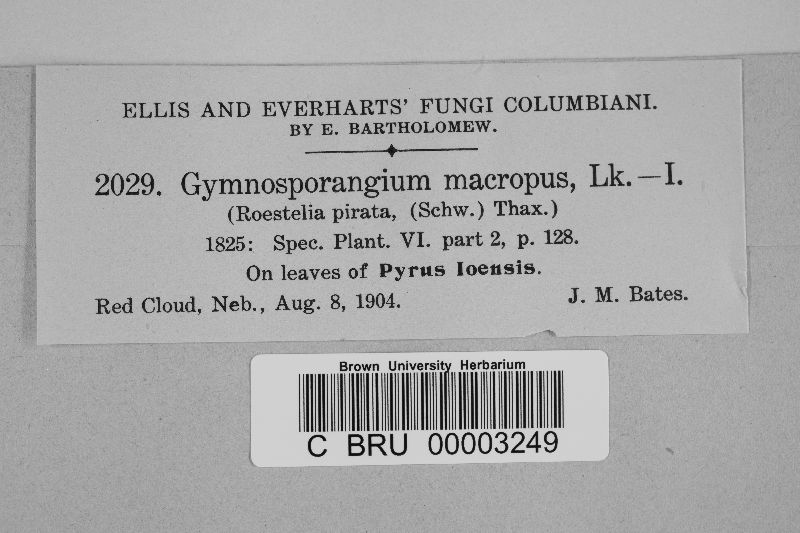 ELLIS AND EVERHARTS' FUNGI COLUMBIANI.
BY E. BARTHOLOMEW.
2029. Gymnosporangium macropus, Lk.—I.
(Roestelia pirata, (Schw.) Thax.)
1825: Spec. Plant. VI. part 2, p. 128.
On leaves of Pyrus Ioensis.
Red Cloud, Neb., Aug. 8, 1904. J. M. Bates.
Brown University Herbarium
C BRU 00003249